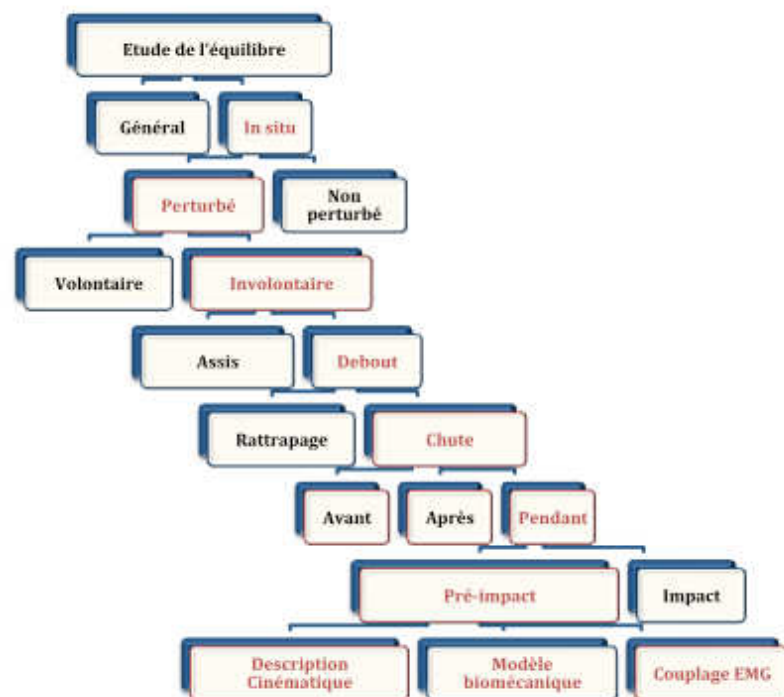 Etude de l'équilibre
Général
In situ
Perturbé
Non
perturbé
Volontaire
Involontaire
Assis
Debout
Rattrapage
Chute
Avant
Après
Pendant
Pré-impact
Impact
Description
Cinématique
Modèle
biomécanique
Couplage EMG